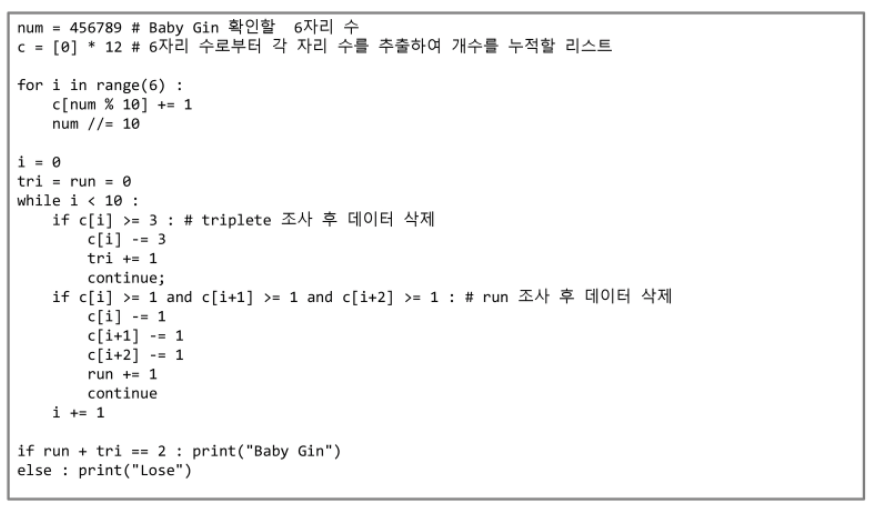 num = 456789 # Baby Gin 확인할  6자리 수
c = [0] * 12 # 6자리 수로부터 각 자리 수를 추출하여 개수를 누적할 리스트

for i in range(6) :
    c[num % 10] += 1
    num //= 10

i = 0
tri = run = 0
while i < 10 :
    if c[i] >= 3 : # triplete 조사 후 데이터 삭제
        c[i] -= 3
        tri += 1
        continue;
    if c[i] >= 1 and c[i+1] >= 1 and c[i+2] >= 1 : # run 조사 후 데이터 삭제
        c[i] -= 1
        c[i+1] -= 1
        c[i+2] -= 1
        run += 1
        continue
    i += 1

if run + tri == 2 : print("Baby Gin")
else : print("Lose")